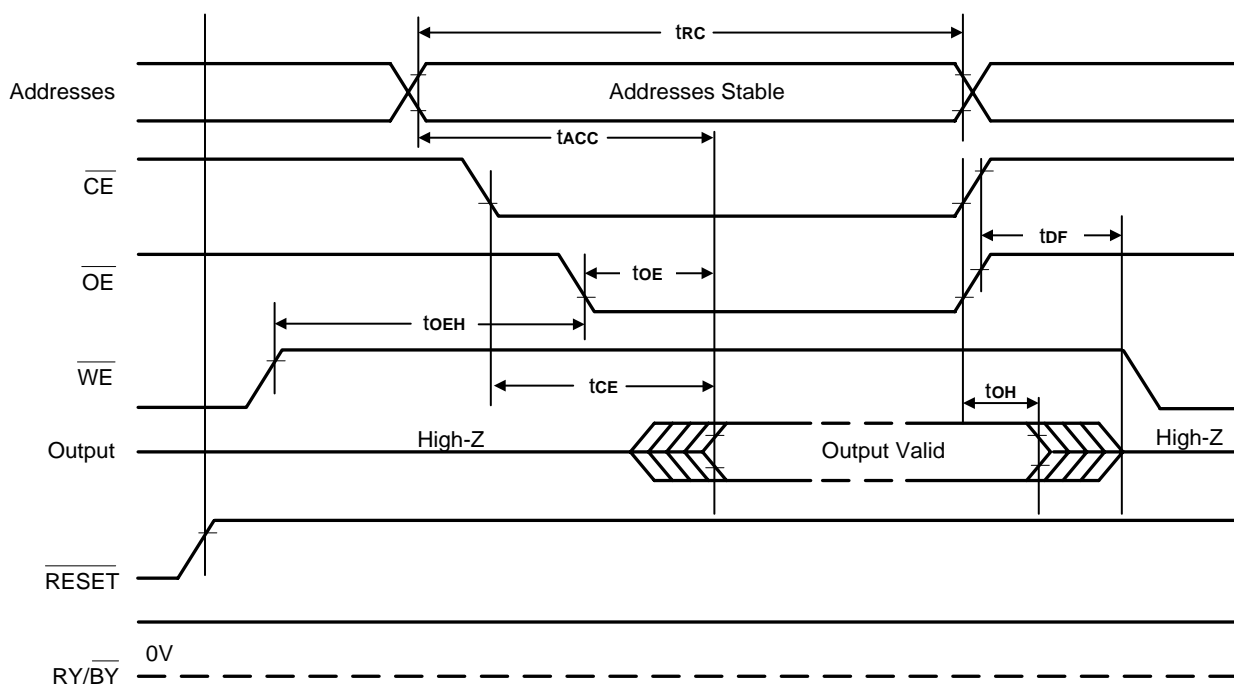 tRC
Addresses
Addresses Stable
tACC
CE
tDF
OE
tOE
tOEH
WE
tCE
tOH
High-Z
High-Z
Output
Output Valid
RESET
0V
RY/BY